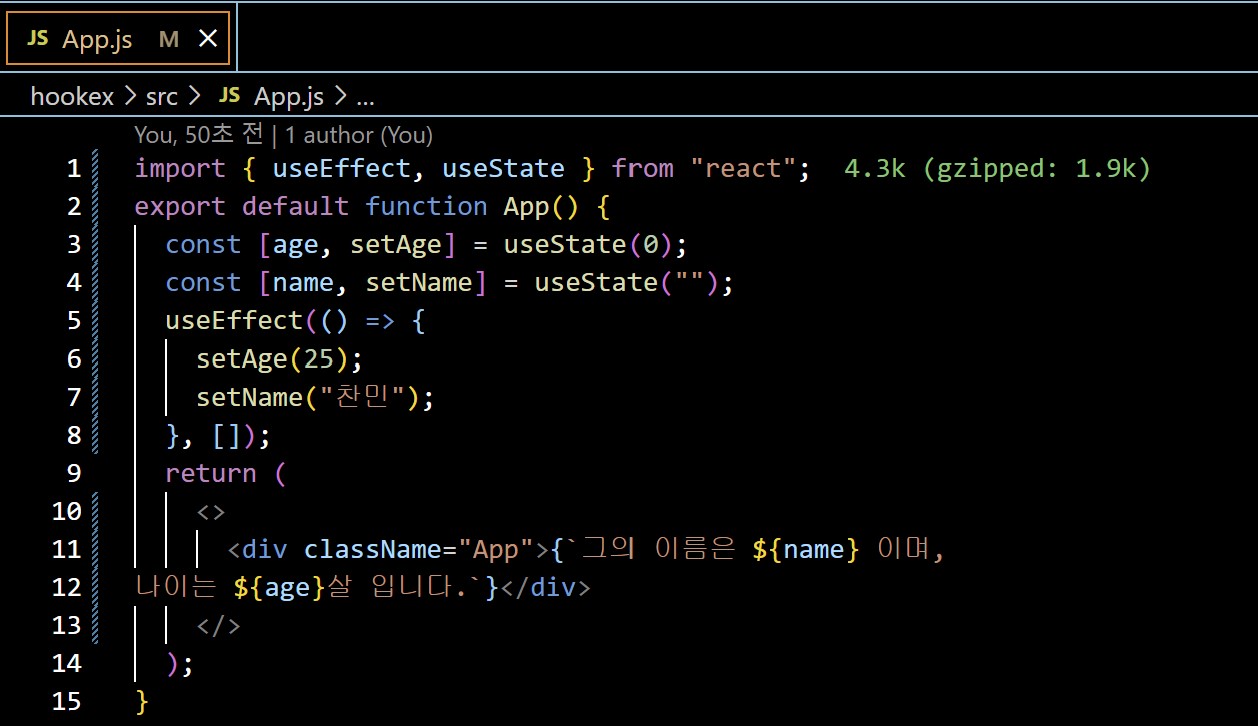 JS App.js M ×
hookex > src > JS App.js > ...
You, 50초 전 | 1 author (You)
1 import { useEffect, useState } from "react"; 4.3k (gzipped: 1.9k)
2 export default function App() {
3 const [age, setAge] = useState(0);
4 const [name, setName] = useState("");
5 useEffect(() => {
6 setAge(25);
7 setName("찬민");
8 }, []);
9 return (
10 <>
11 <div className="App">{`그의 이름은 ${name} 이며,
12 나이는 ${age}살 입니다.`}</div>
13 </>
14 );
15 }